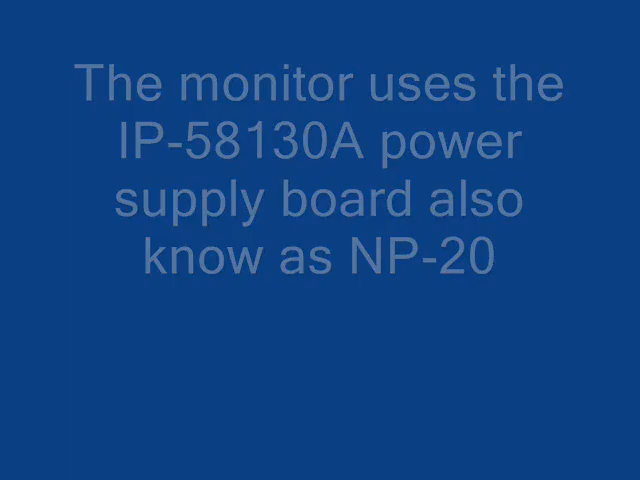 The monitor uses the
IP-58130A power
supply board also
know as NP-20